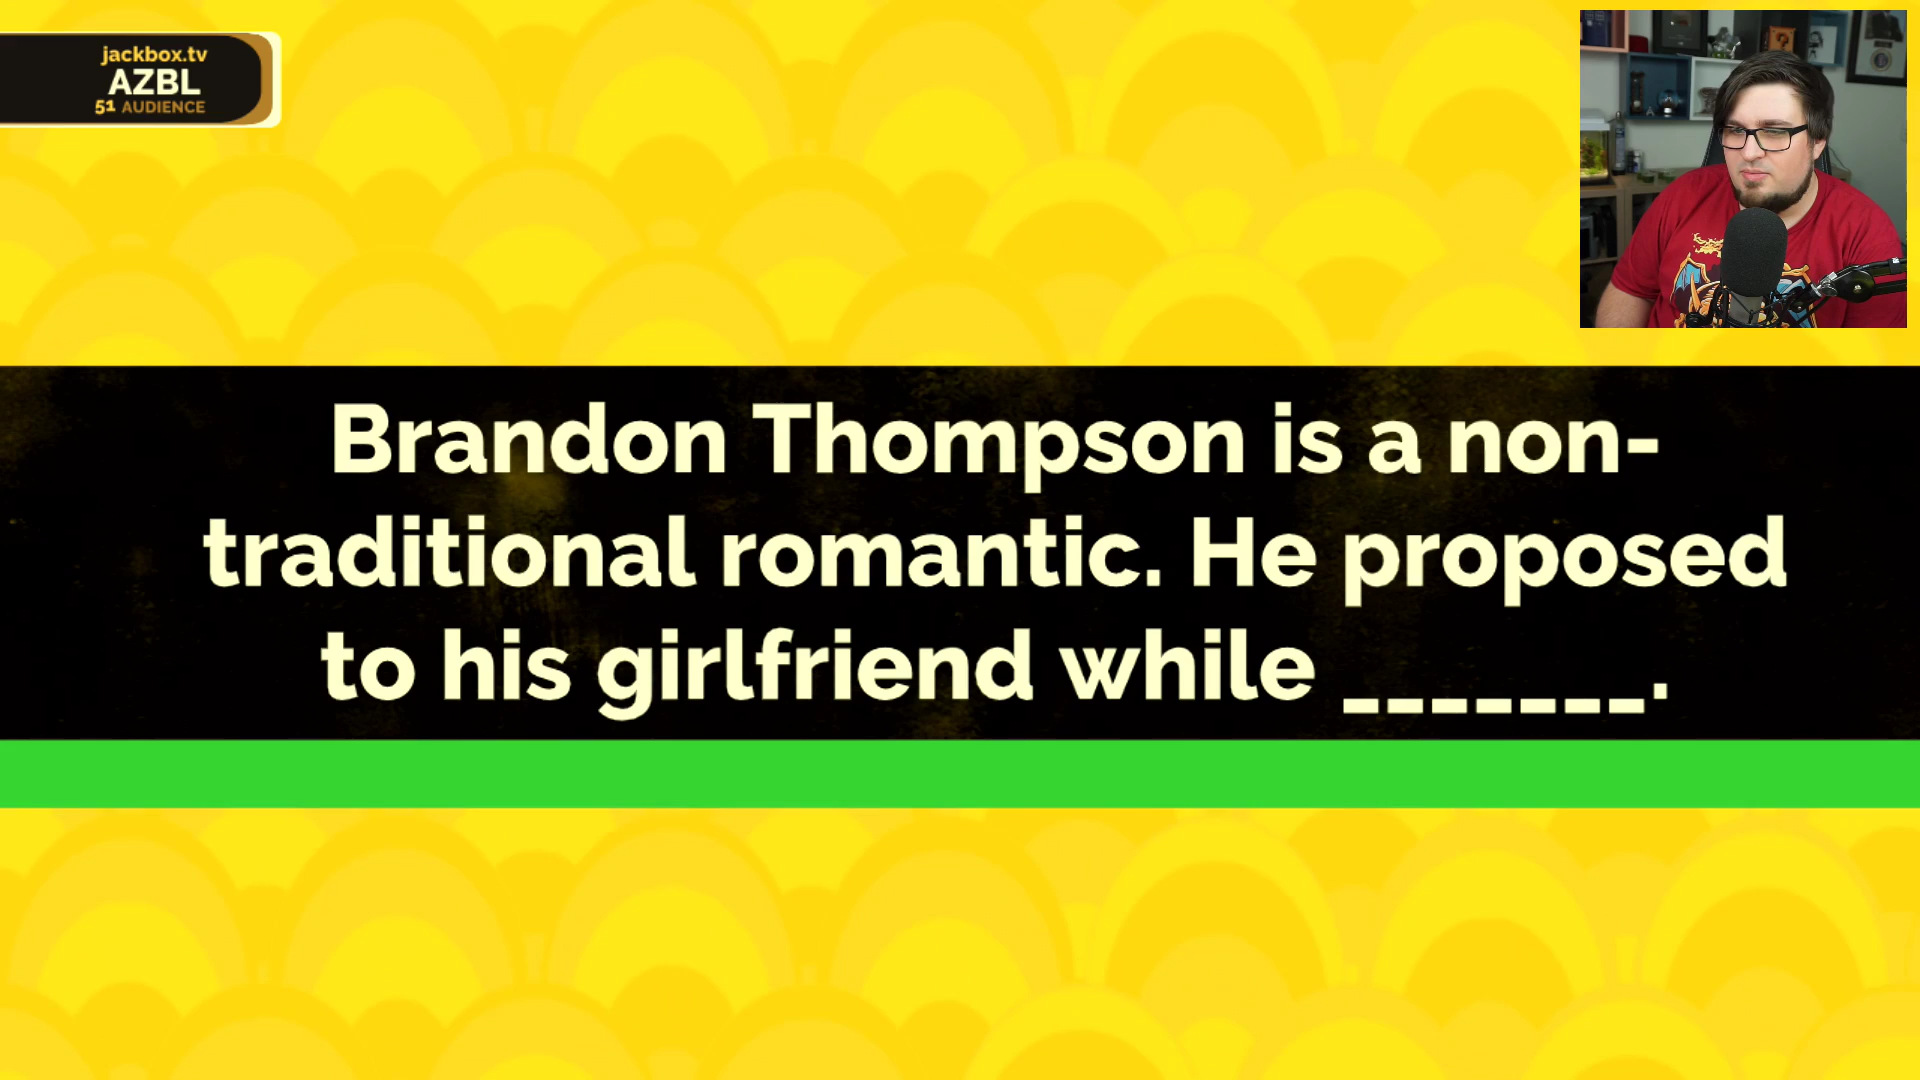 jackbox.tv
AZBL
51 AUDIENCE
Brandon Thompson is a non-
traditional romantic. He proposed
to his girlfriend while _______.